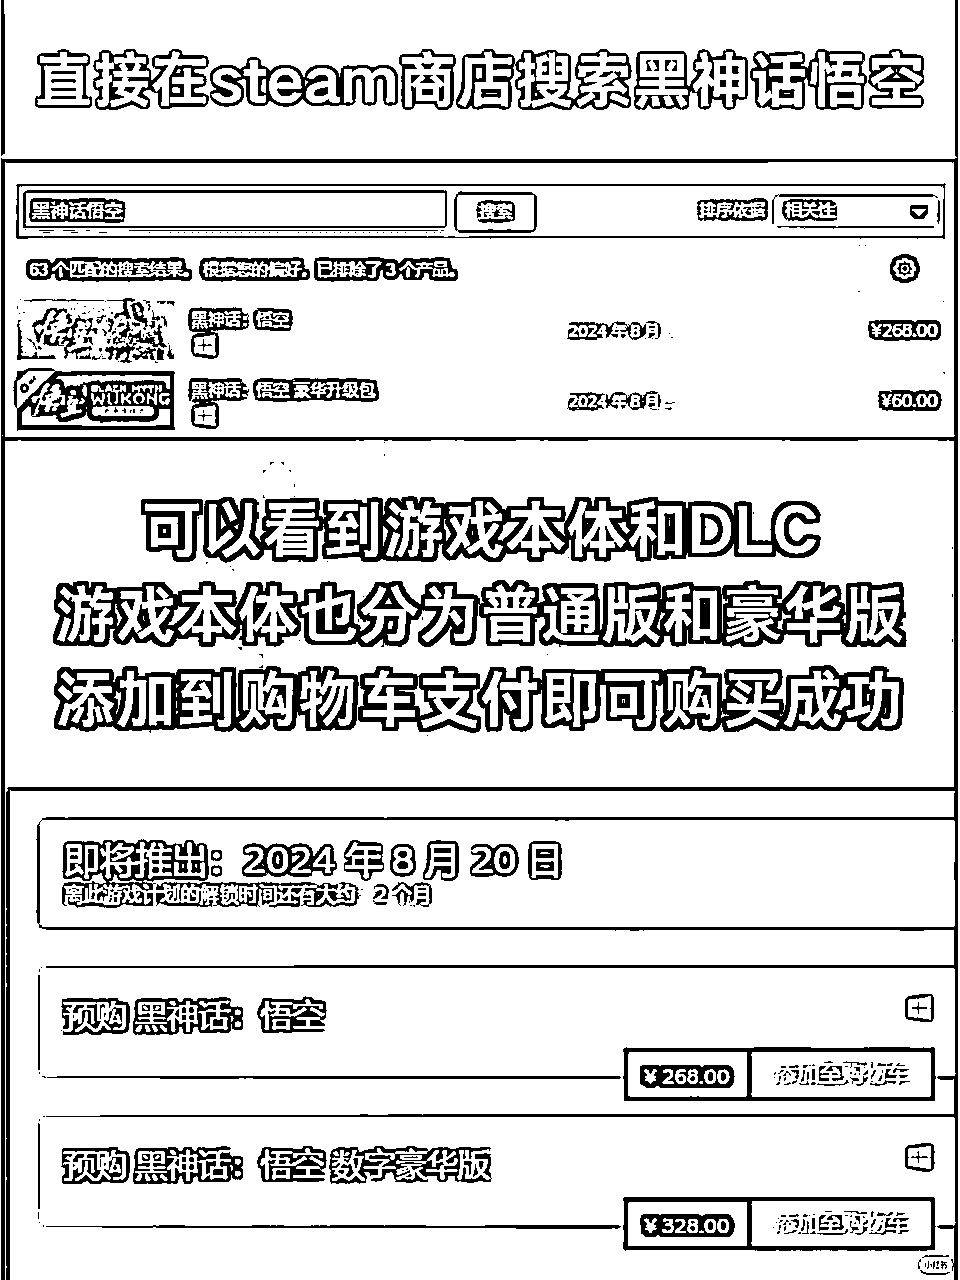 直接在steam商店搜索黑神话悟空
黑神话悟空 搜索 排序依据 相关性
63 个匹配的搜索结果。根据您的偏好,已排除了 3 个产品。
黑神话:悟空 2024 年 8 月 ¥268.00
BLACK MYTH
WUKONG
黑神话:悟空 豪华升级包 2024 年 8 月 ¥60.00
可以看到游戏本体和DLC
游戏本体也分为普通版和豪华版
添加到购物车支付即可购买成功
即将推出:2024 年 8 月 20 日
离此游戏计划的解锁时间还有大约 2 个月
预购 黑神话:悟空
¥ 268.00 添加至购物车
预购 黑神话:悟空 数字豪华版
¥ 328.00 添加至购物车
小红书